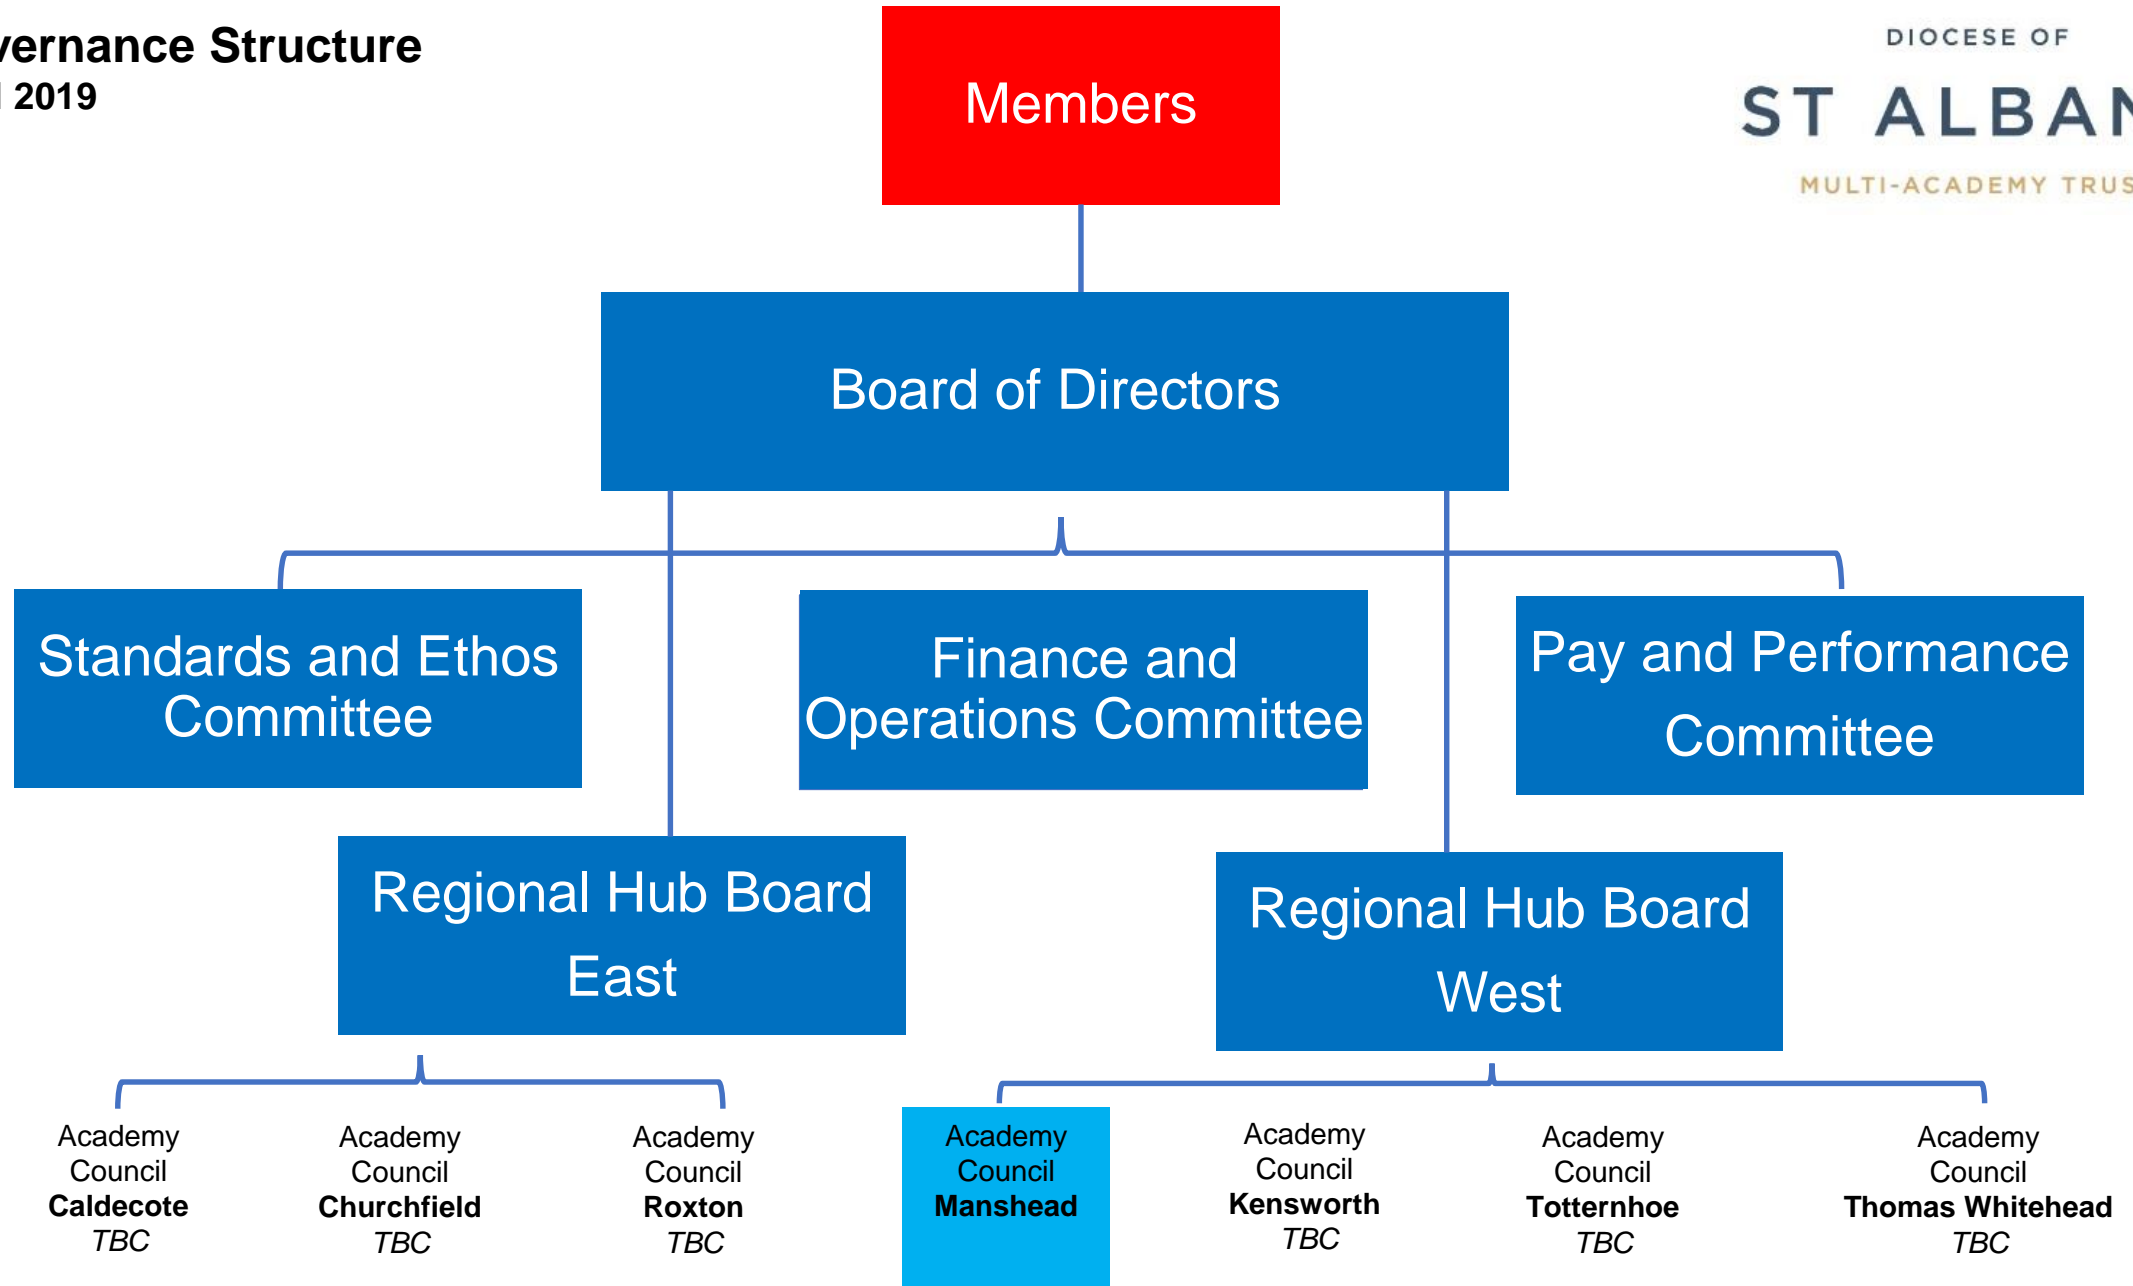 vernance Structure
2019
DIOCESE OF
ST ALBAN
MULTI-ACADEMY TRUS
Members
Board of Directors
Standards and Ethos
Committee
Finance and
Operations Committee
Pay and Performance
Committee
Regional Hub Board
East
Regional Hub Board
West
Academy
Council
Caldecote
TBC
Academy
Council
Churchfield
TBC
Academy
Council
Roxton
TBC
Academy
Council
Manshead
Academy
Council
Kensworth
TBC
Academy
Council
Totternhoe
TBC
Academy
Council
Thomas Whitehead
TBC